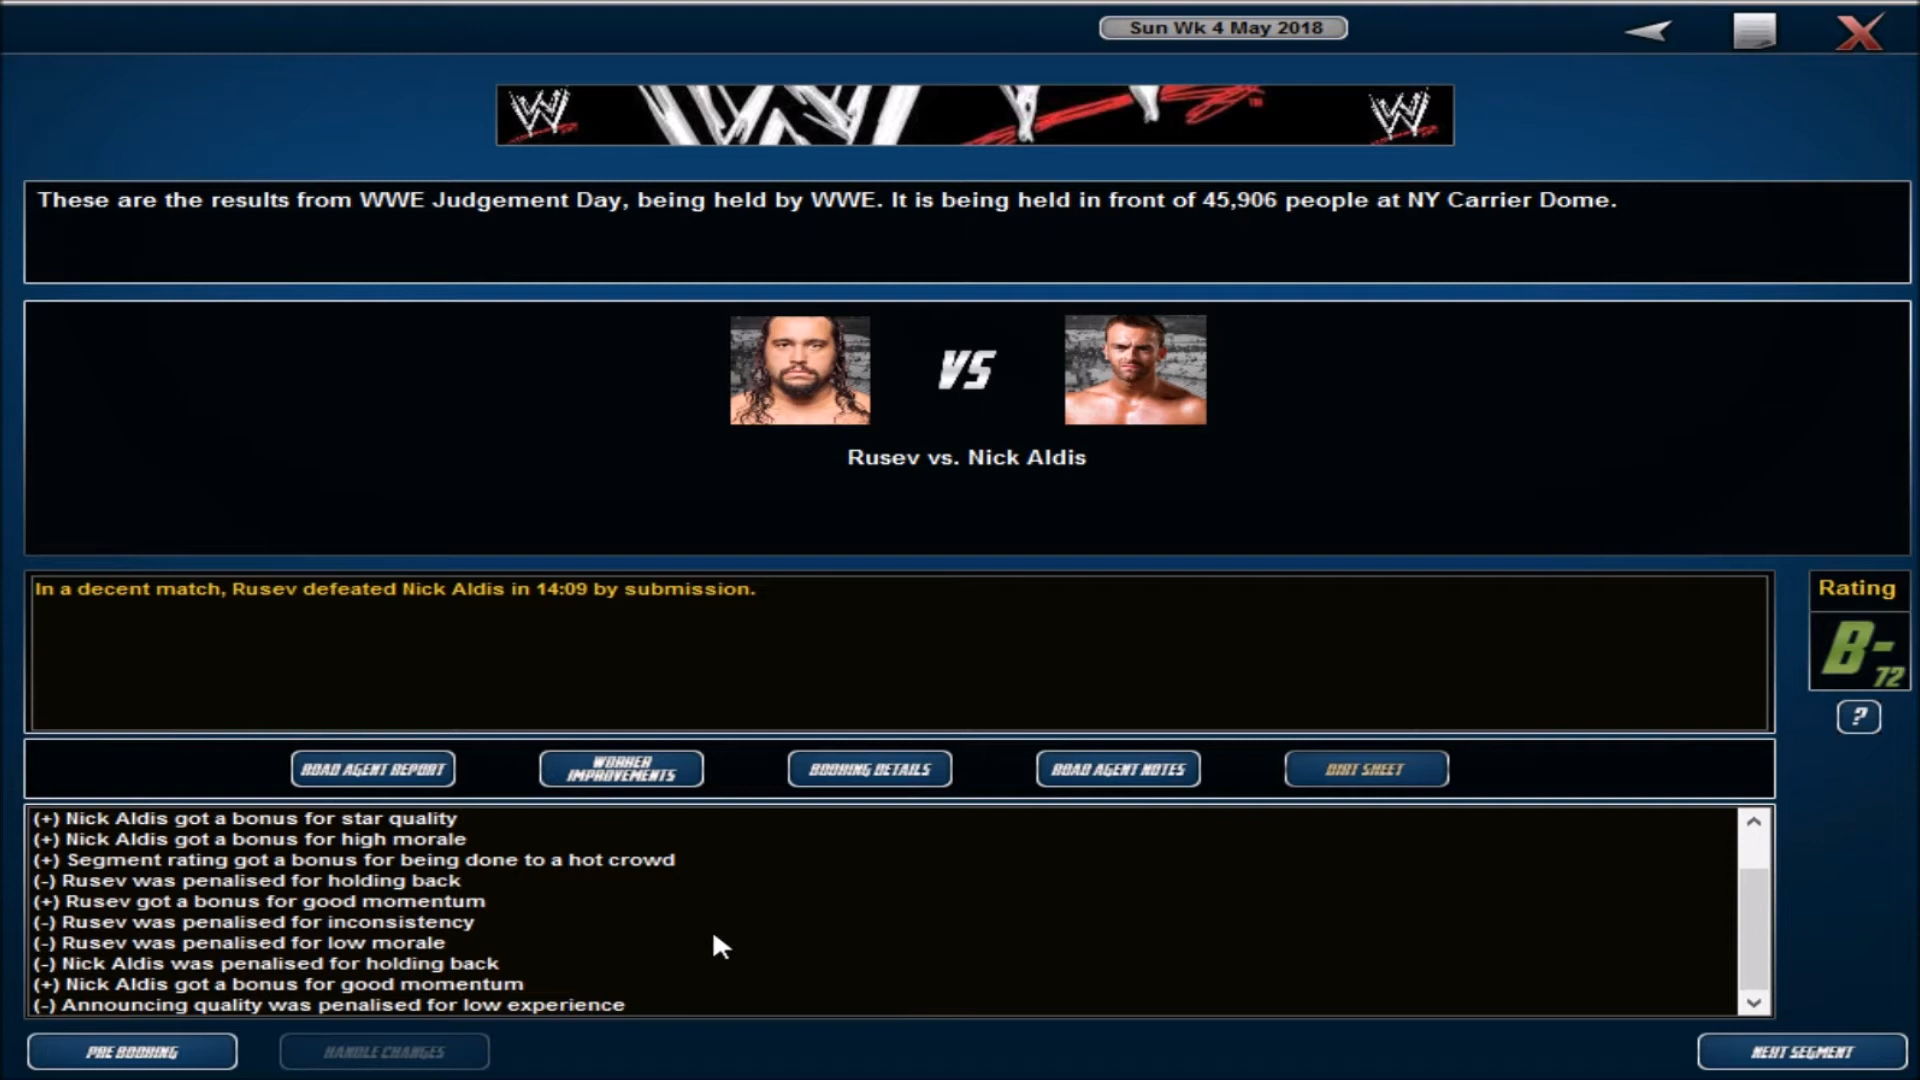 Sun Wk 4 May 2018
These are the results from WWE Judgement Day, being held by WWE. It is being held in front of 45,906 people at NY Carrier Dome.
VS
Rusev vs. Nick Aldis
In a decent match, Rusev defeated Nick Aldis in 14:09 by submission.
Rating
B-
72
?
ROAD AGENT REPORT
WORKER IMPROVEMENTS
BOOKING DETAILS
ROAD AGENT NOTES
DIRT SHEET
(+) Nick Aldis got a bonus for star quality
(+) Nick Aldis got a bonus for high morale
(+) Segment rating got a bonus for being done to a hot crowd
(-) Rusev was penalised for holding back
(+) Rusev got a bonus for good momentum
(-) Rusev was penalised for inconsistency
(-) Rusev was penalised for low morale
(-) Nick Aldis was penalised for holding back
(+) Nick Aldis got a bonus for good momentum
(-) Announcing quality was penalised for low experience
PRE BOOKING
HANDLE CHANGES
NEXT SEGMENT